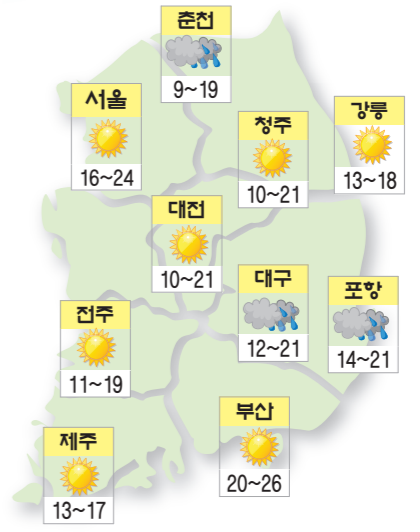 춘천
9~19
서울
16~24
청주
10~21
강릉
13~18
대전
10~21
대구
12~21
포항
14~21
전주
11~19
부산
20~26
제주
13~17